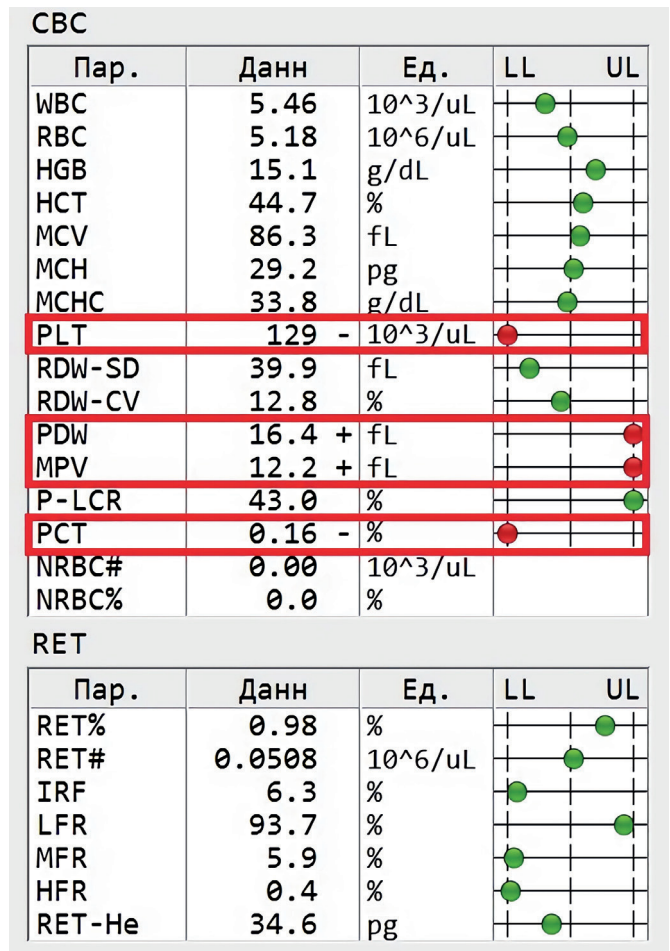 CBC
Пар. Данн Ед. LL UL
WBC 5.46 10^3/uL
RBC 5.18 10^6/uL
HGB 15.1 g/dL
HCT 44.7 %
MCV 86.3 fL
MCH 29.2 pg
MCHC 33.8 g/dL
PLT 129 - 10^3/uL
RDW-SD 39.9 fL
RDW-CV 12.8 %
PDW 16.4 + fL
MPV 12.2 + fL
P-LCR 43.0 %
PCT 0.16 - %
NRBC# 0.00 10^3/uL
NRBC% 0.0 %
RET
Пар. Данн Ед. LL UL
RET% 0.98 %
RET# 0.0508 10^6/uL
IRF 6.3 %
LFR 93.7 %
MFR 5.9 %
HFR 0.4 %
RET-He 34.6 pg